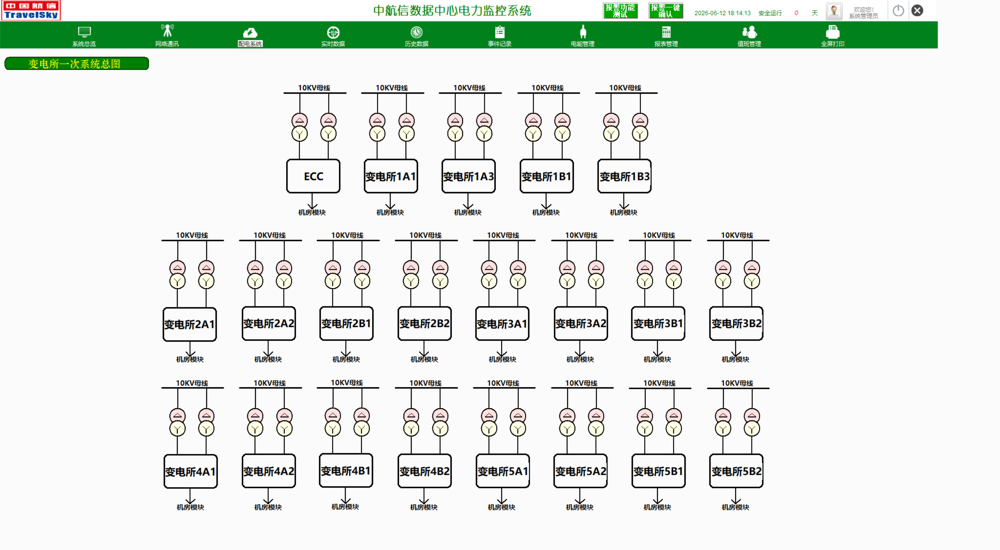 中国航信
TravelSky
中航信数据中心电力监控系统
报警功能
测试
报警一键
确认
2026-06-12 18:14:13 安全运行 0 天
欢迎您!
系统管理员
系统总览 网络通讯 配电系统 实时数据 历史数据 事件记录 电能管理 报表管理 值班管理 全屏打印
变电所一次系统总图
10KV母线 10KV母线 10KV母线 10KV母线 10KV母线
ECC 变电所1A1 变电所1A3 变电所1B1 变电所1B3
机房模块 机房模块 机房模块 机房模块 机房模块
10KV母线 10KV母线 10KV母线 10KV母线 10KV母线 10KV母线 10KV母线 10KV母线
变电所2A1 变电所2A2 变电所2B1 变电所2B2 变电所3A1 变电所3A2 变电所3B1 变电所3B2
机房模块 机房模块 机房模块 机房模块 机房模块 机房模块 机房模块 机房模块
10KV母线 10KV母线 10KV母线 10KV母线 10KV母线 10KV母线 10KV母线 10KV母线
变电所4A1 变电所4A2 变电所4B1 变电所4B2 变电所5A1 变电所5A2 变电所5B1 变电所5B2
机房模块 机房模块 机房模块 机房模块 机房模块 机房模块 机房模块 机房模块